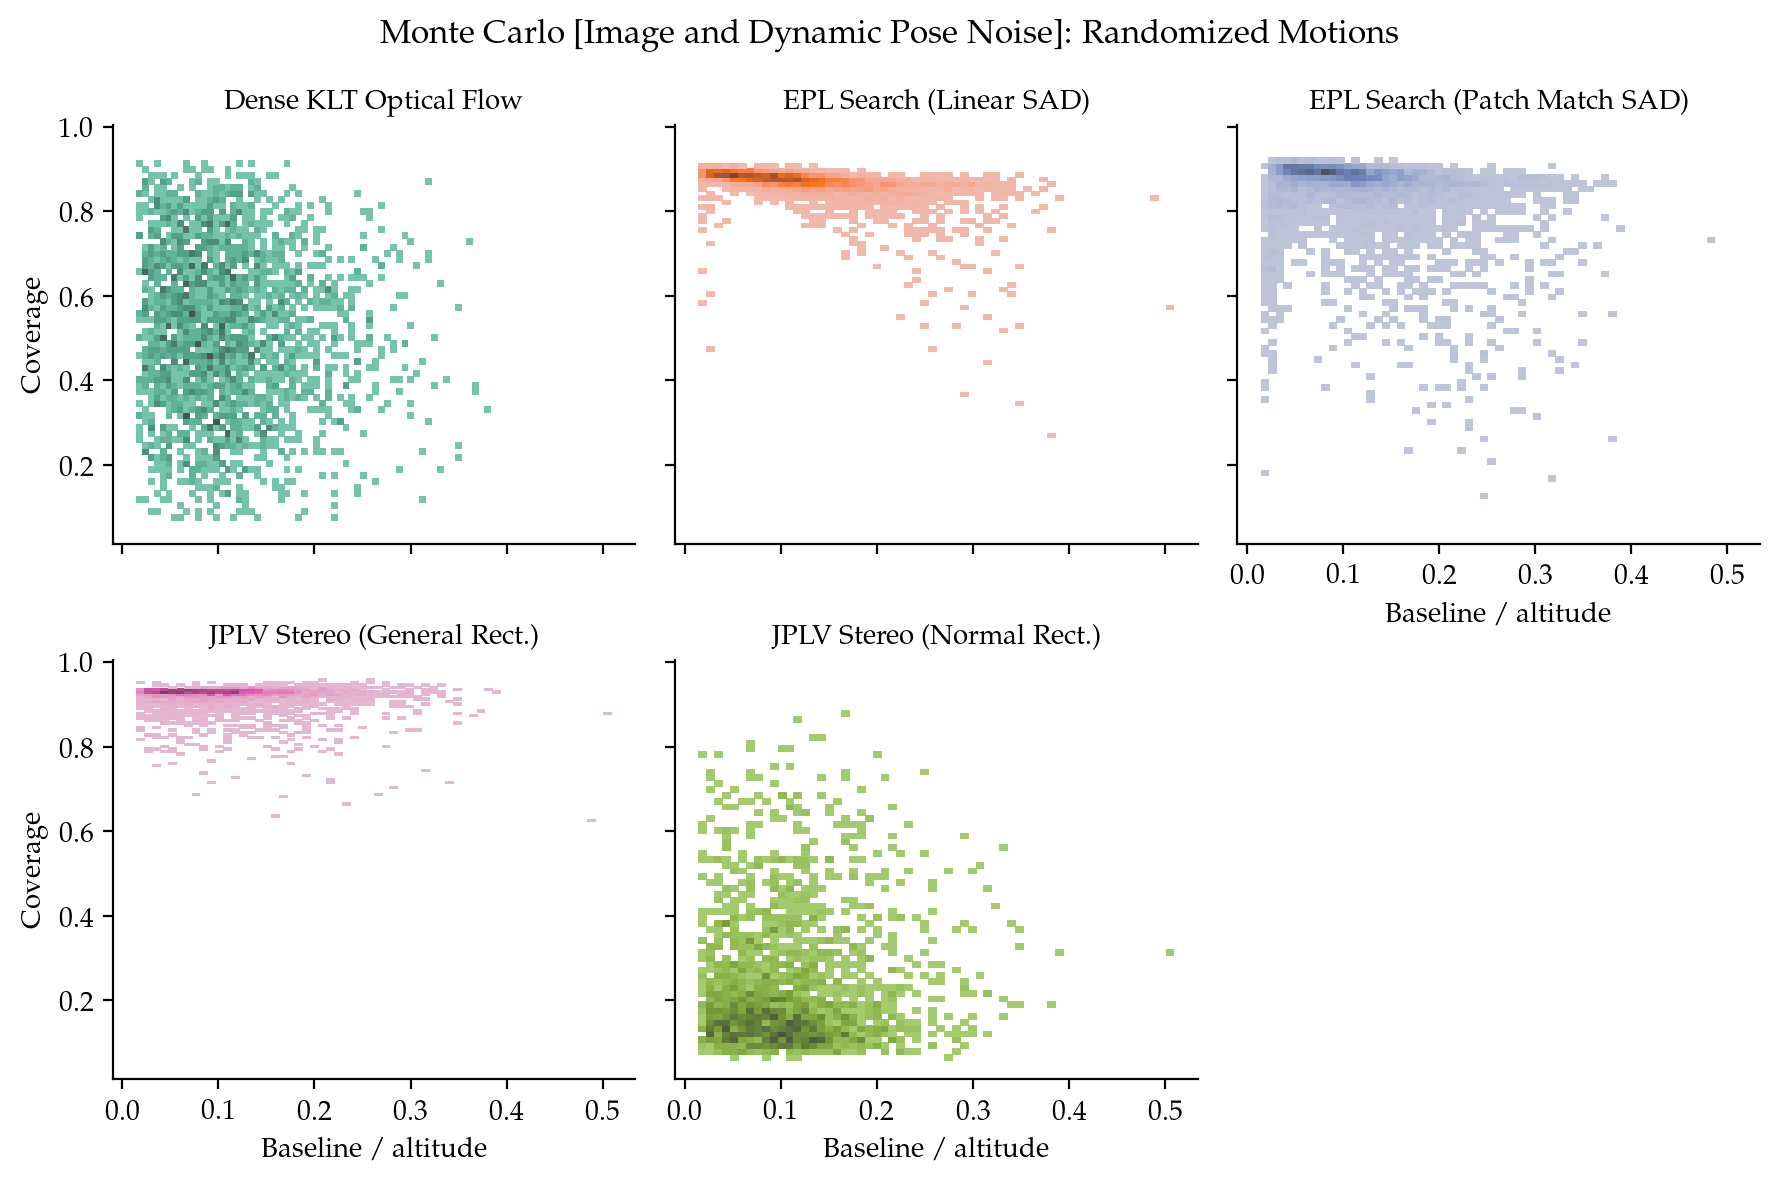 Monte Carlo [Image and Dynamic Pose Noise]: Randomized Motions
Dense KLT Optical Flow
EPL Search (Linear SAD)
EPL Search (Patch Match SAD)
1.0
0.8
0.6
0.4
0.2
Coverage
0.0 0.1 0.2 0.3 0.4 0.5
Baseline / altitude
JPLV Stereo (General Rect.)
JPLV Stereo (Normal Rect.)
1.0
0.8
0.6
0.4
0.2
Coverage
0.0 0.1 0.2 0.3 0.4 0.5
Baseline / altitude
0.0 0.1 0.2 0.3 0.4 0.5
Baseline / altitude